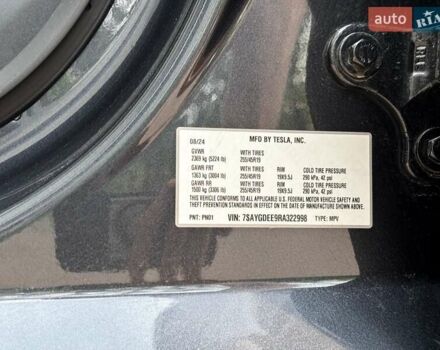 auto RIA
MFD BY TESLA, INC.
08/24
GVWR WITH TIRES
2369 kg (5224 lb) 255/45R19
GAWR FRT WITH TIRES RIM COLD TIRE PRESSURE
1363 kg (3004 lb) 255/45R19 19X9.5J 290 kPa, 42 psi
GAWR RR WITH TIRES RIM COLD TIRE PRESSURE
1500 kg (3306 lb) 255/45R19 19X9.5J 290 kPa, 42 psi
THIS VEHICLE CONFORMS TO ALL APPLICABLE U.S. FEDERAL MOTOR VEHICLE SAFETY AND
THEFT PREVENTION STANDARDS IN EFFECT ON THE DATE OF MANUFACTURE SHOWN ABOVE.
PNT: PN01 VIN: 7SAYGDEE9RA322998 TYPE: MPV